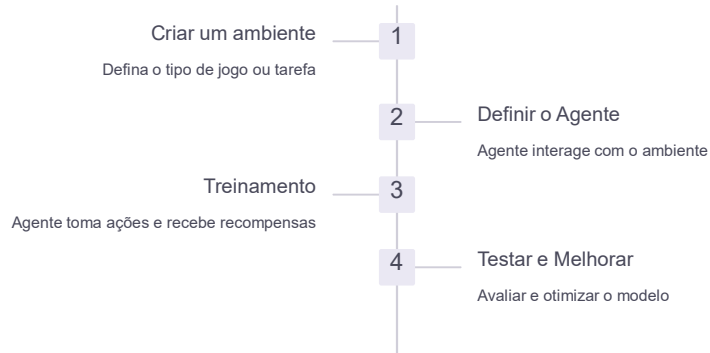 Criar um ambiente
1
Defina o tipo de jogo ou tarefa
2
Definir o Agente
Agente interage com o ambiente
Treinamento
3
Agente toma ações e recebe recompensas
4
Testar e Melhorar
Avaliar e otimizar o modelo